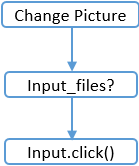 Change Picture
Input_files?
Input.click()